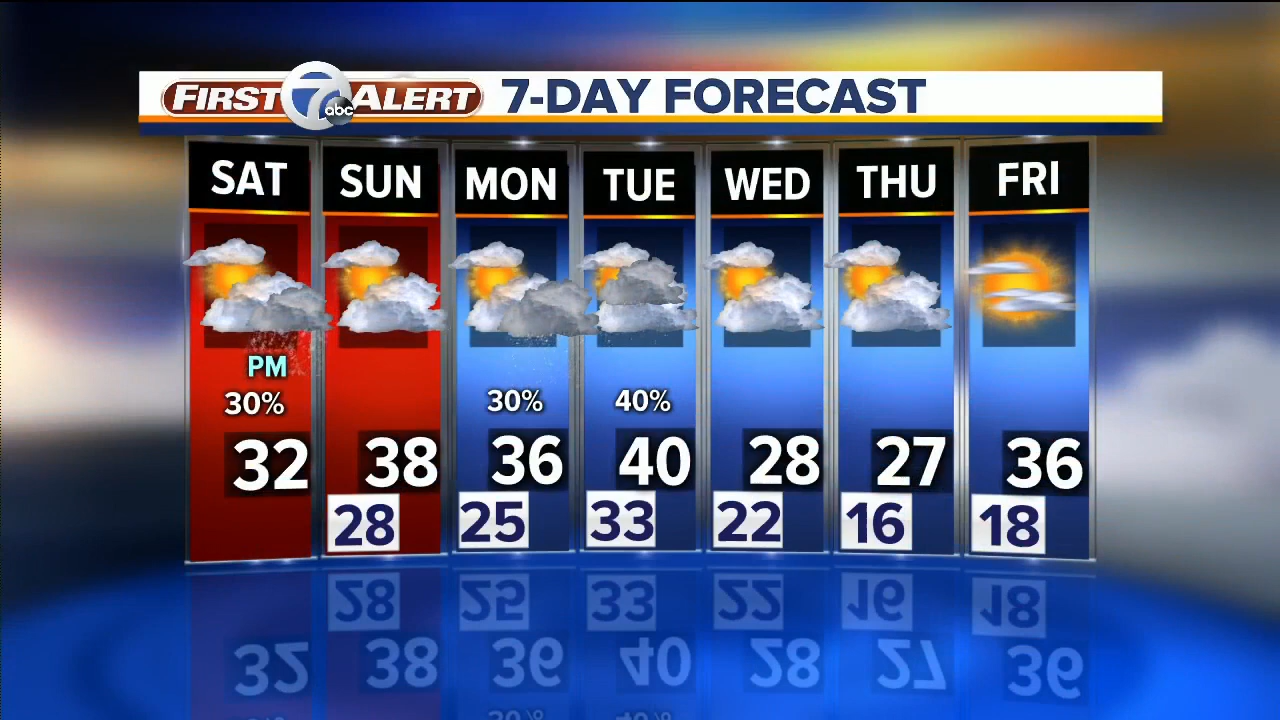 FIRST 7 abc ALERT 7-DAY FORECAST
SAT SUN MON TUE WED THU FRI
PM
30% 30% 40%
32 38 36 40 28 27 36
28 25 33 22 16 18